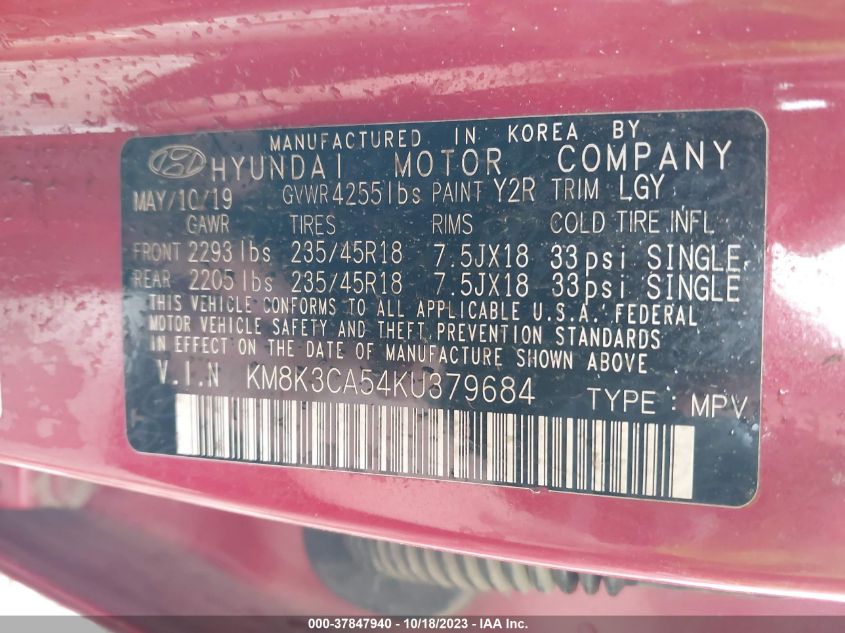 MANUFACTURED IN KOREA BY
HYUNDAI MOTOR COMPANY
MAY/10/19 GVWR 4255lbs PAINT Y2R TRIM LGY
GAWR TIRES RIMS COLD TIRE INFL
FRONT 2293lbs 235/45R18 7.5JX18 33psi SINGLE,
REAR 2205lbs 235/45R18 7.5JX18 33psi SINGLE
THIS VEHICLE CONFORMS TO ALL APPLICABLE U.S.A. FEDERAL
MOTOR VEHICLE SAFETY AND THEFT PREVENTION STANDARDS
IN EFFECT ON THE DATE OF MANUFACTURE SHOWN ABOVE
V.I.N KM8K3CA54KU379684 TYPE : MPV
000-37847940 - 10/18/2023 - IAA Inc.